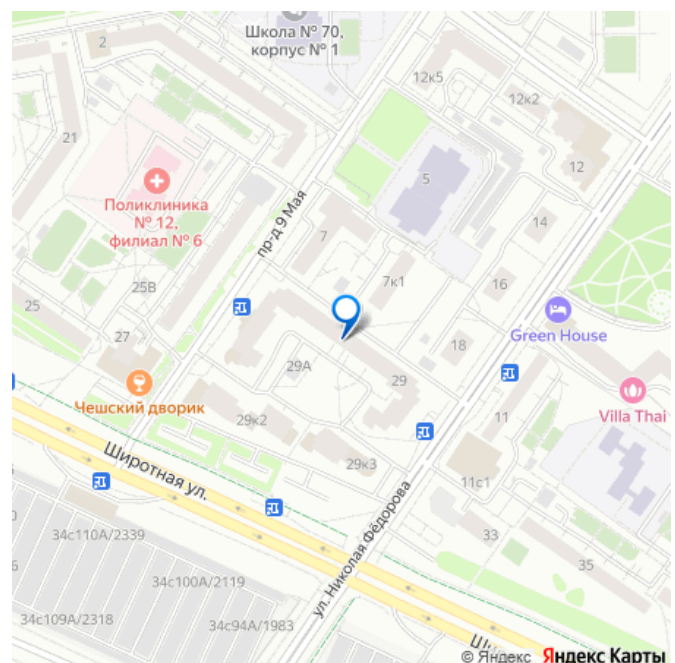 Школа № 70,
корпус № 1
2
12к5
12к2
21
5
12
Поликлиника
№ 12,
филиал № 6
пр-д 9 Мая
14
7
7к1
25В
16
25
Green House
27
18
29А
29
Чешский дворик
Villa Thai
11
29к2
Широтная ул.
29к3
11с1
34с110А/2339
ул. Николая Фёдорова
33
35
6
34с100А/2119
34с109А/2318
34с94А/1983
© Яндекс Яндекс Карты